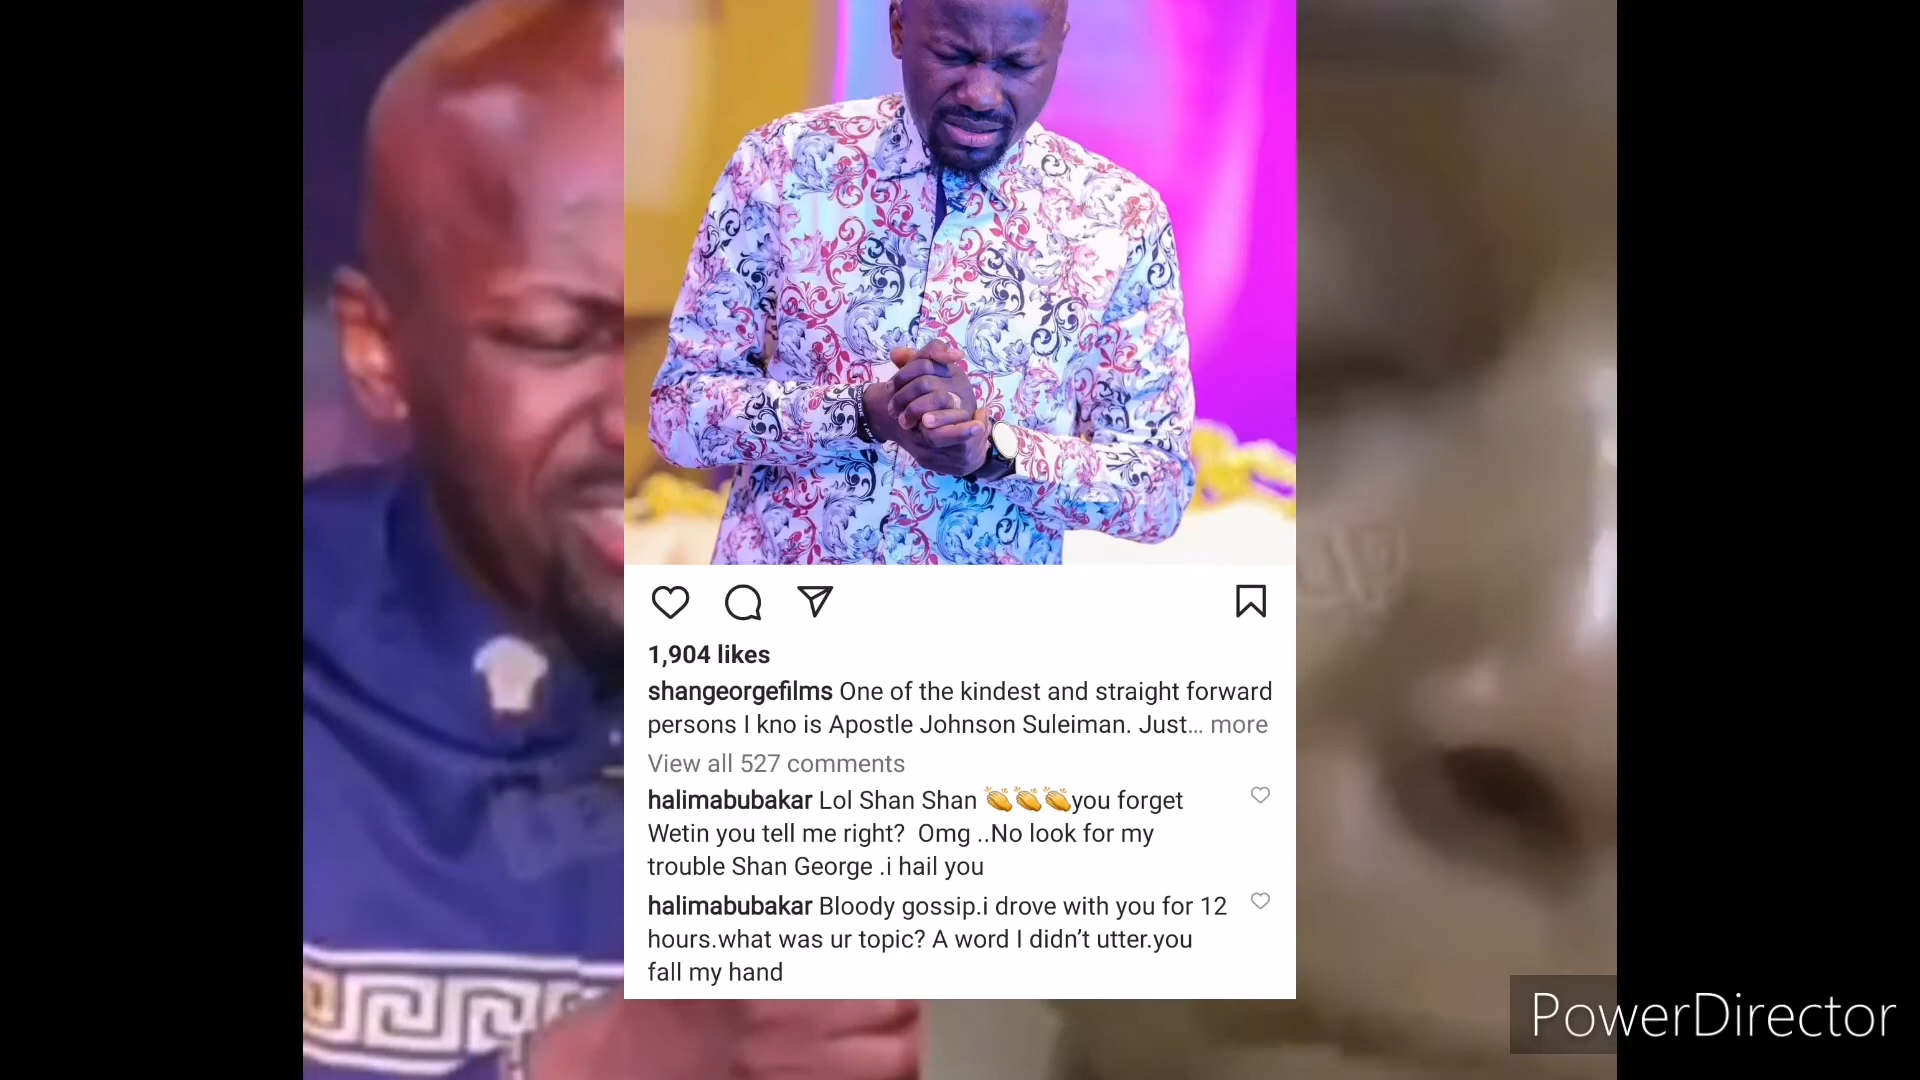 1,904 likes
shangeorgefilms One of the kindest and straight forward
persons I kno is Apostle Johnson Suleiman. Just... more
View all 527 comments
halimabubakar Lol Shan Shan 👏👏👏you forget
Wetin you tell me right?  Omg ..No look for my
trouble Shan George .i hail you
halimabubakar Bloody gossip.i drove with you for 12
hours.what was ur topic? A word I didn’t utter.you
fall my hand
PowerDirector